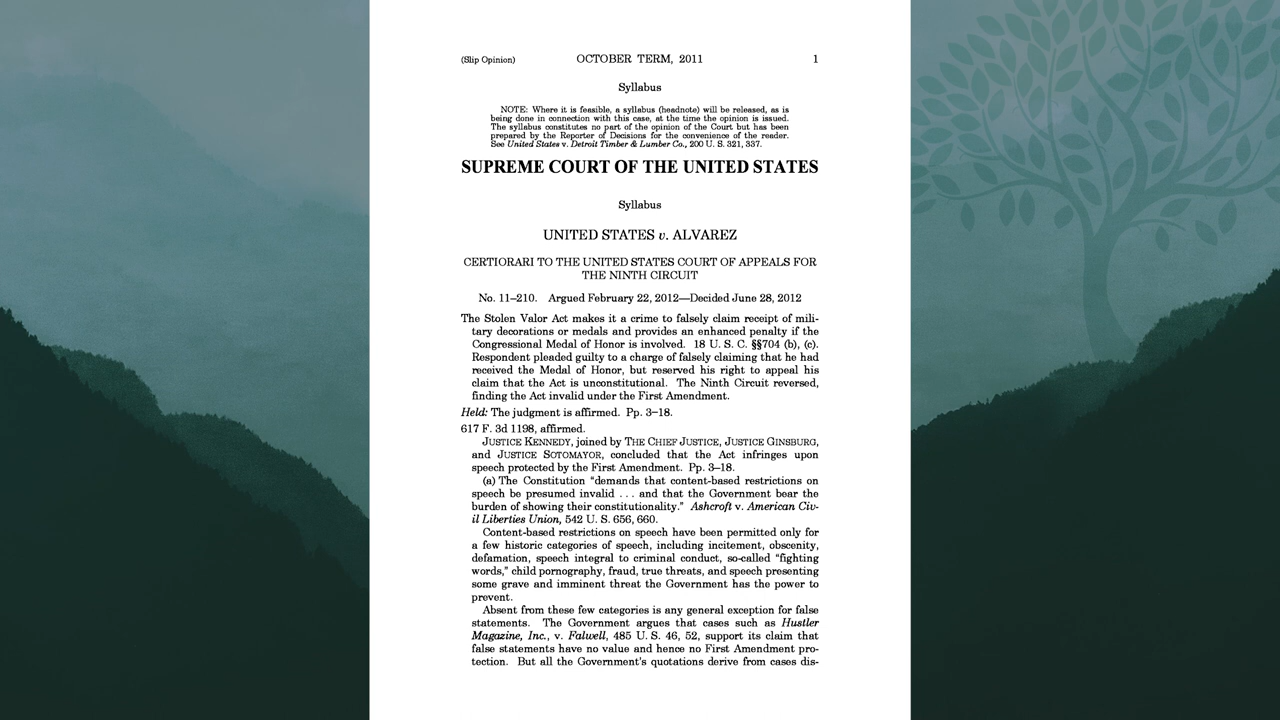 (Slip Opinion) OCTOBER TERM, 2011 1
Syllabus
NOTE: Where it is feasible, a syllabus (headnote) will be released, as is
being done in connection with this case, at the time the opinion is issued.
The syllabus constitutes no part of the opinion of the Court but has been
prepared by the Reporter of Decisions for the convenience of the reader.
See United States v. Detroit Timber & Lumber Co., 200 U. S. 321, 337.
SUPREME COURT OF THE UNITED STATES
Syllabus
UNITED STATES v. ALVAREZ
CERTIORARI TO THE UNITED STATES COURT OF APPEALS FOR
THE NINTH CIRCUIT
No. 11–210. Argued February 22, 2012—Decided June 28, 2012
The Stolen Valor Act makes it a crime to falsely claim receipt of mili-
tary decorations or medals and provides an enhanced penalty if the
Congressional Medal of Honor is involved. 18 U. S. C. §§704 (b), (c).
Respondent pleaded guilty to a charge of falsely claiming that he had
received the Medal of Honor, but reserved his right to appeal his
claim that the Act is unconstitutional. The Ninth Circuit reversed,
finding the Act invalid under the First Amendment.
Held: The judgment is affirmed. Pp. 3–18.
617 F. 3d 1198, affirmed.
JUSTICE KENNEDY, joined by THE CHIEF JUSTICE, JUSTICE GINSBURG,
and JUSTICE SOTOMAYOR, concluded that the Act infringes upon
speech protected by the First Amendment. Pp. 3–18.
(a) The Constitution “demands that content-based restrictions on
speech be presumed invalid . . . and that the Government bear the
burden of showing their constitutionality.” Ashcroft v. American Civ-
il Liberties Union, 542 U. S. 656, 660.
Content-based restrictions on speech have been permitted only for
a few historic categories of speech, including incitement, obscenity,
defamation, speech integral to criminal conduct, so-called “fighting
words,” child pornography, fraud, true threats, and speech presenting
some grave and imminent threat the Government has the power to
prevent.
Absent from these few categories is any general exception for false
statements. The Government argues that cases such as Hustler
Magazine, Inc., v. Falwell, 485 U. S. 46, 52, support its claim that
false statements have no value and hence no First Amendment pro-
tection. But all the Government’s quotations derive from cases dis-